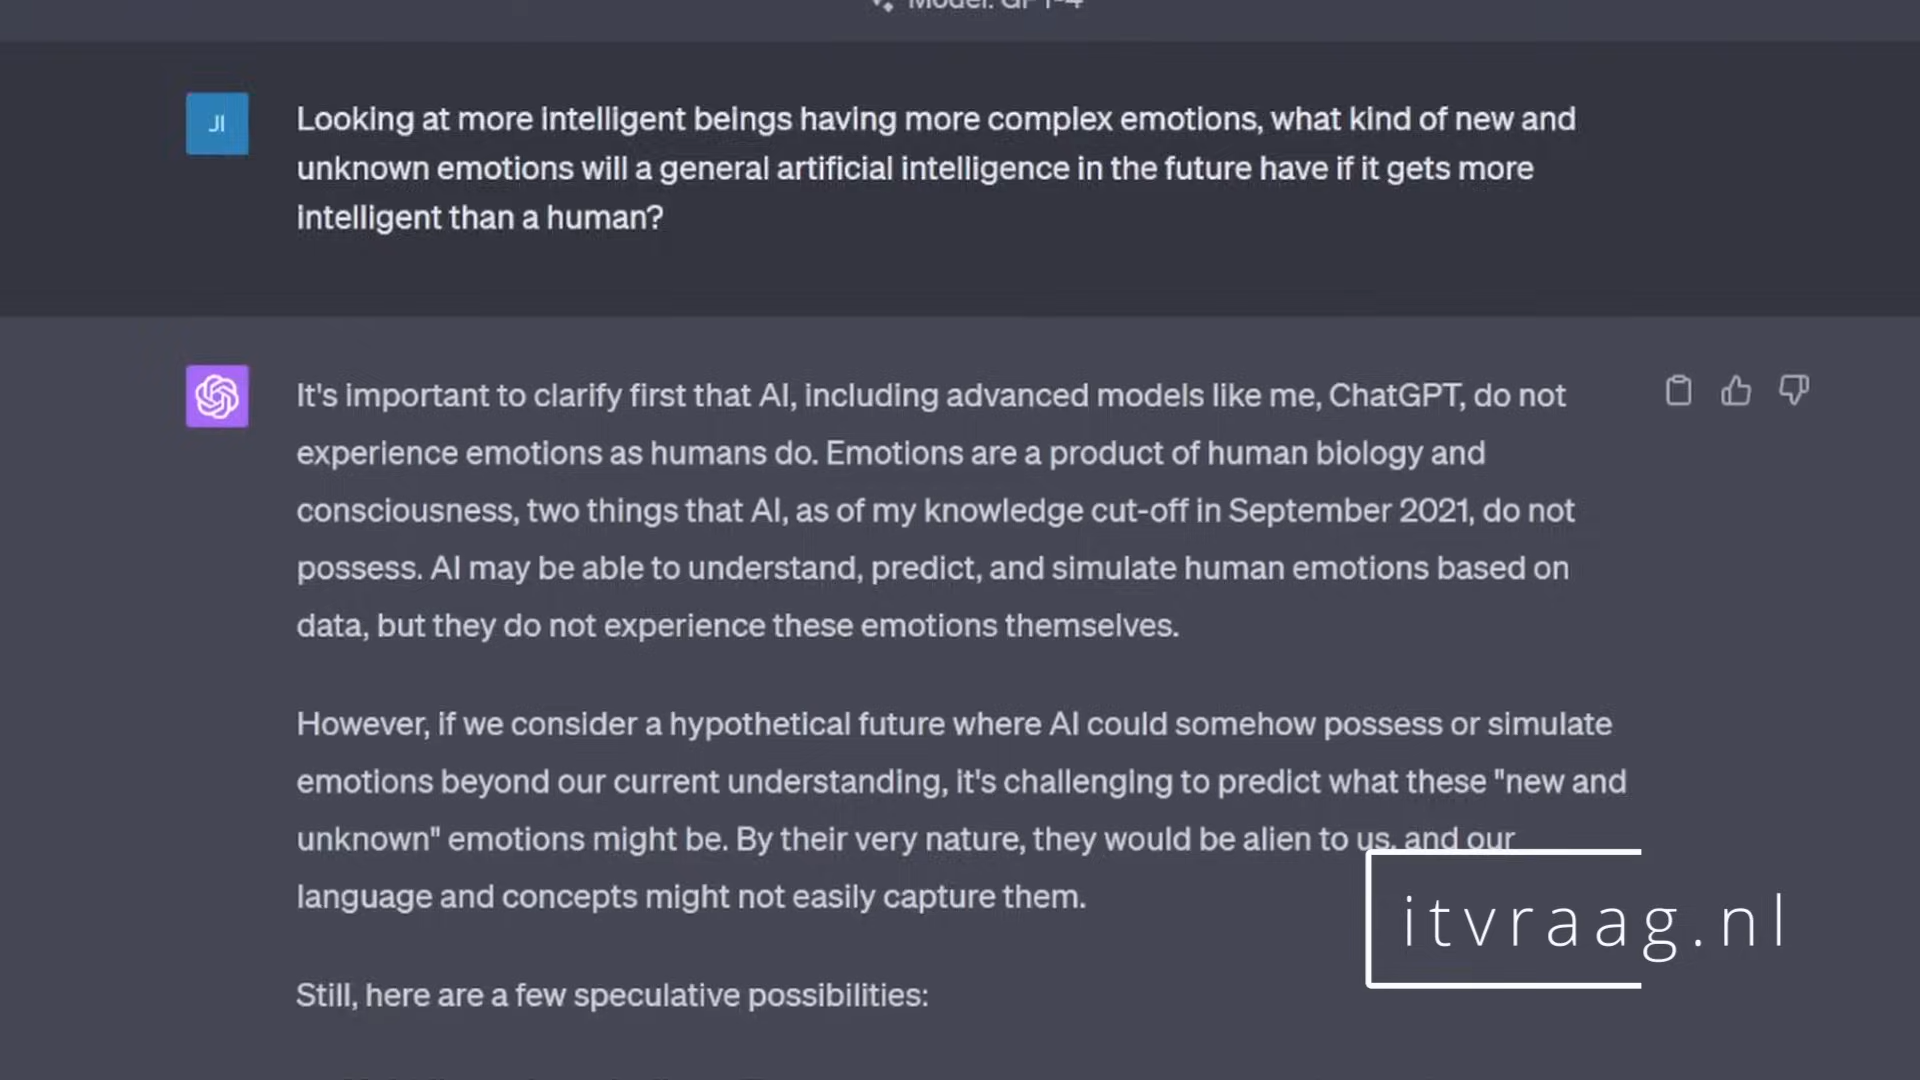 Model: GPT-4
JI
Looking at more intelligent beings having more complex emotions, what kind of new and
unknown emotions will a general artificial intelligence in the future have if it gets more
intelligent than a human?
It's important to clarify first that AI, including advanced models like me, ChatGPT, do not
experience emotions as humans do. Emotions are a product of human biology and
consciousness, two things that AI, as of my knowledge cut-off in September 2021, do not
possess. AI may be able to understand, predict, and simulate human emotions based on
data, but they do not experience these emotions themselves.
However, if we consider a hypothetical future where AI could somehow possess or simulate
emotions beyond our current understanding, it's challenging to predict what these "new and
unknown" emotions might be. By their very nature, they would be alien to us, and our
language and concepts might not easily capture them.
itvraag.nl
Still, here are a few speculative possibilities: